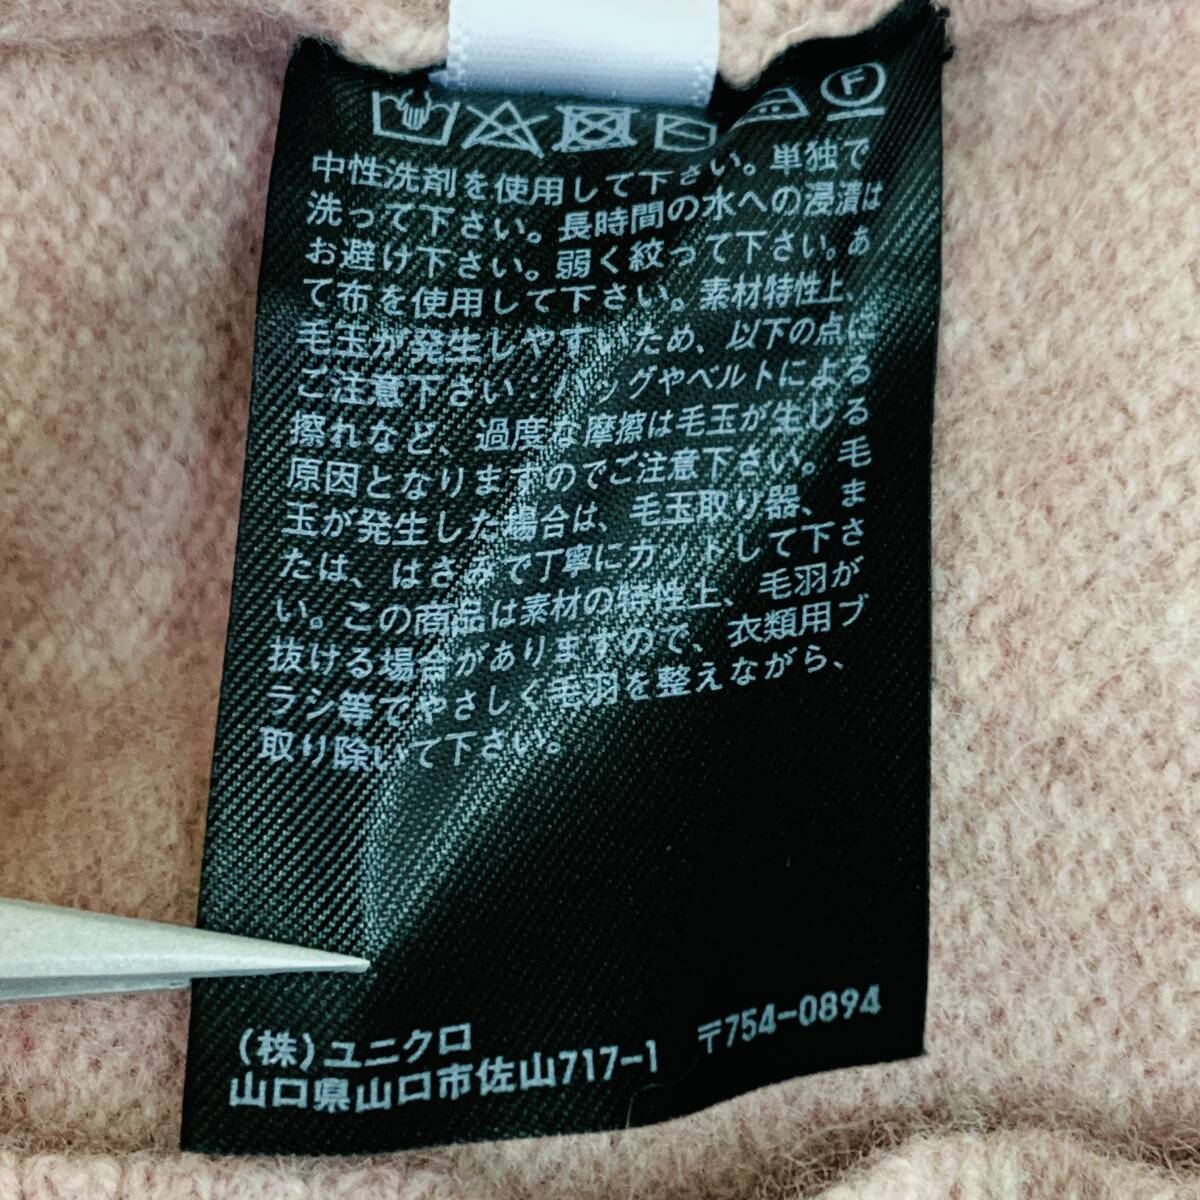 F
中性洗剤を使用して下さい。単独で
洗って下さい。長時間の水への浸漬は
お避け下さい。弱く絞って下さい。あ
て布を使用して下さい。素材特性上、
毛玉が発生しやすいため、以下の点に
ご注意下さい・バッグやベルトによる
擦れなど、過度な摩擦は毛玉が生じる
原因となりますのでご注意下さい。毛
玉が発生した場合は、毛玉取り器、ま
たは、はさみで丁寧にカットして下さ
い。この商品は素材の特性上、毛羽が
抜ける場合がありますので、衣類用ブ
ラシ等でやさしく毛羽を整えながら、
取り除いて下さい。
(株)ユニクロ
山口県山口市佐山717-1 〒754-0894